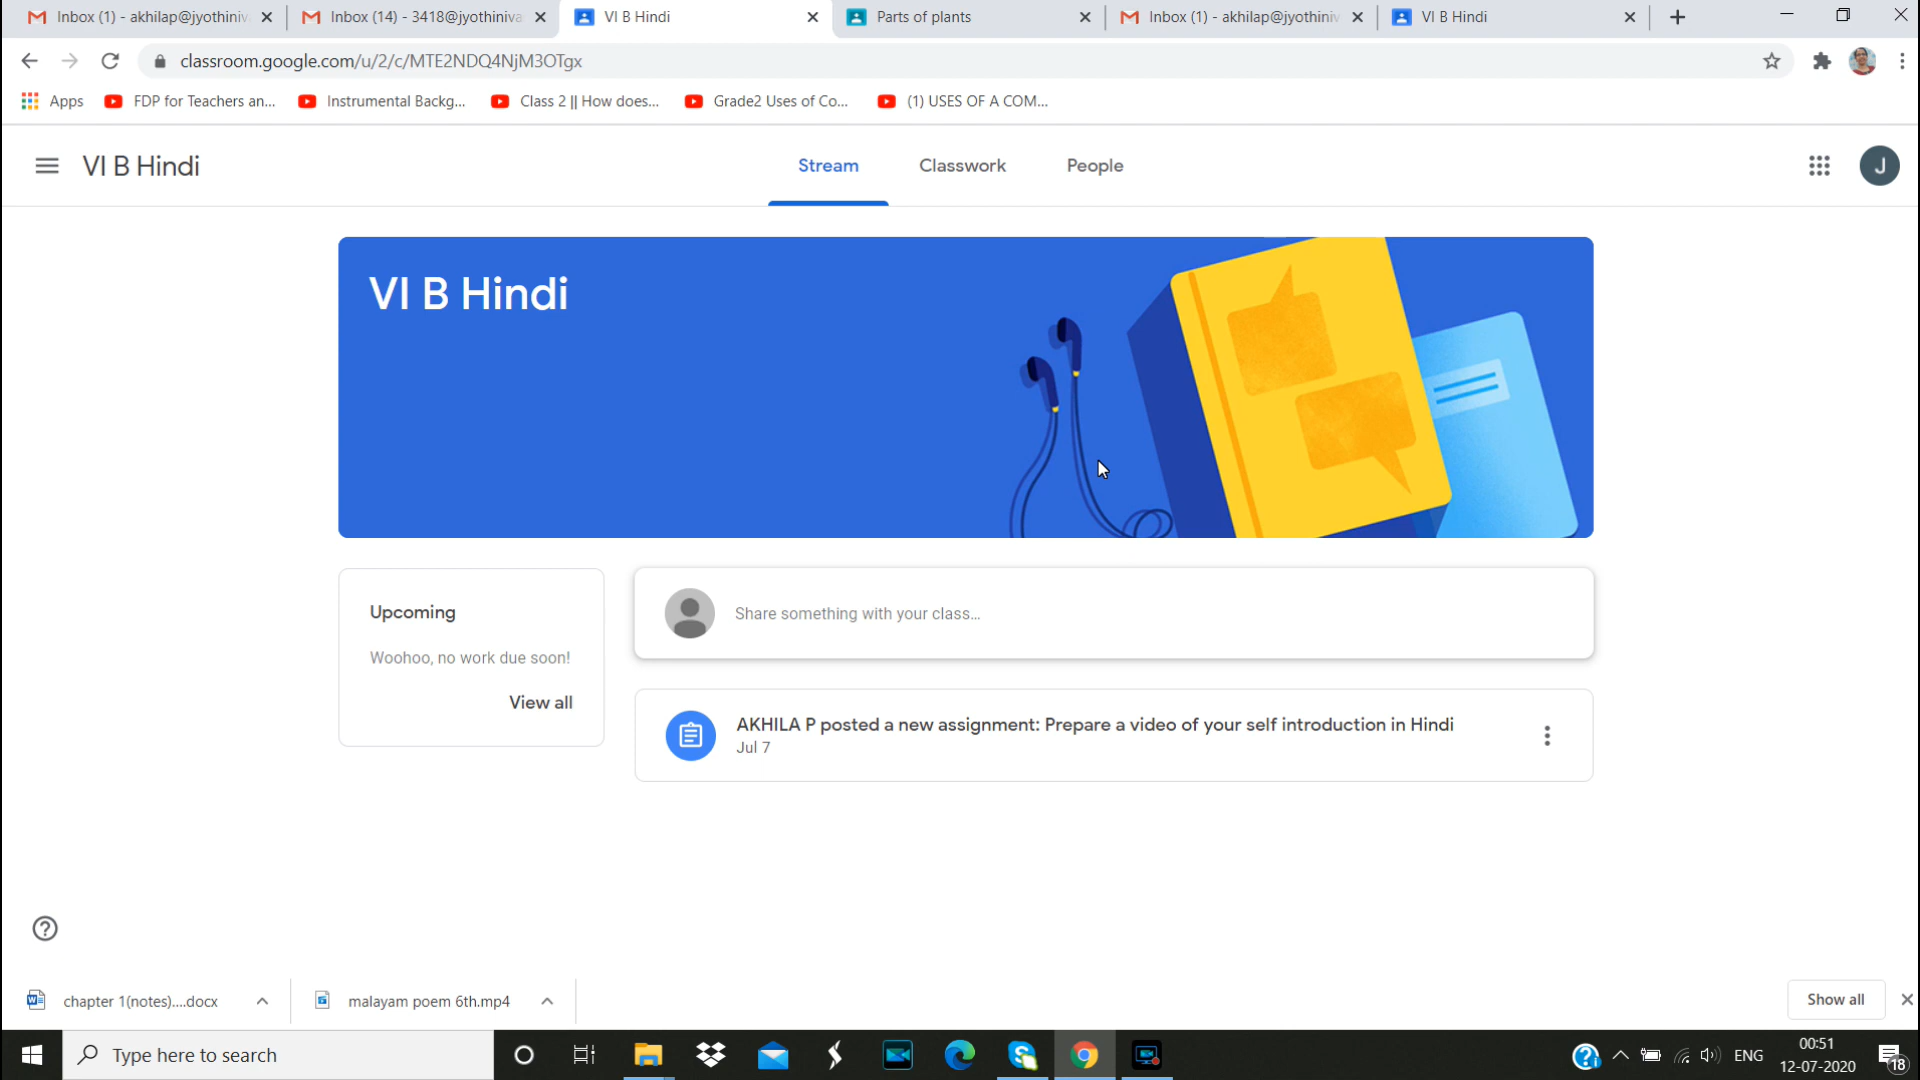 Inbox (1) - akhilap@jyothiniva
Inbox (14) - 3418@jyothiniva
VI B Hindi
Parts of plants
Inbox (1) - akhilap@jyothiniv
VI B Hindi
classroom.google.com/u/2/c/MTE2NDQ4NjM3OTgx
Apps
FDP for Teachers an...
Instrumental Backg...
Class 2 || How does...
Grade2 Uses of Co...
(1) USES OF A COM...
VI B Hindi
Stream
Classwork
People
J
VI B Hindi
Upcoming
Woohoo, no work due soon!
View all
Share something with your class...
AKHILA P posted a new assignment: Prepare a video of your self introduction in Hindi
Jul 7
chapter 1(notes)....docx
malayam poem 6th.mp4
Show all
Type here to search
ENG
00:51
12-07-2020
18